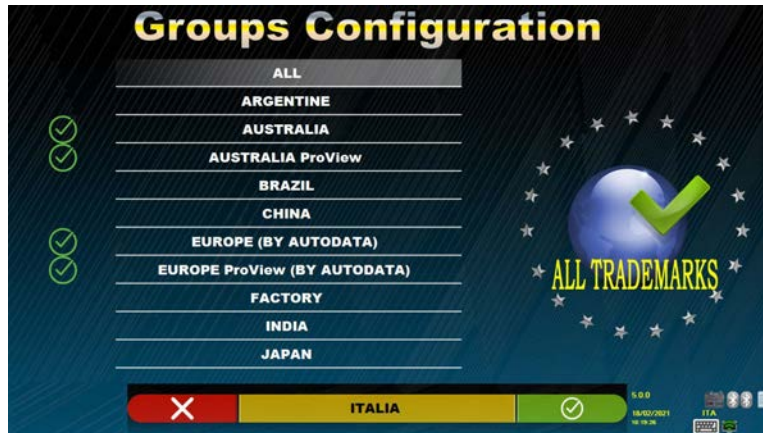 Groups Configuration
ALL
ARGENTINE
AUSTRALIA
AUSTRALIA ProView
BRAZIL
CHINA
EUROPE (BY AUTODATA)
EUROPE ProView (BY AUTODATA)
FACTORY
INDIA
JAPAN
ALL TRADEMARKS
ITALIA
5.0.0
18/02/2021
ITA